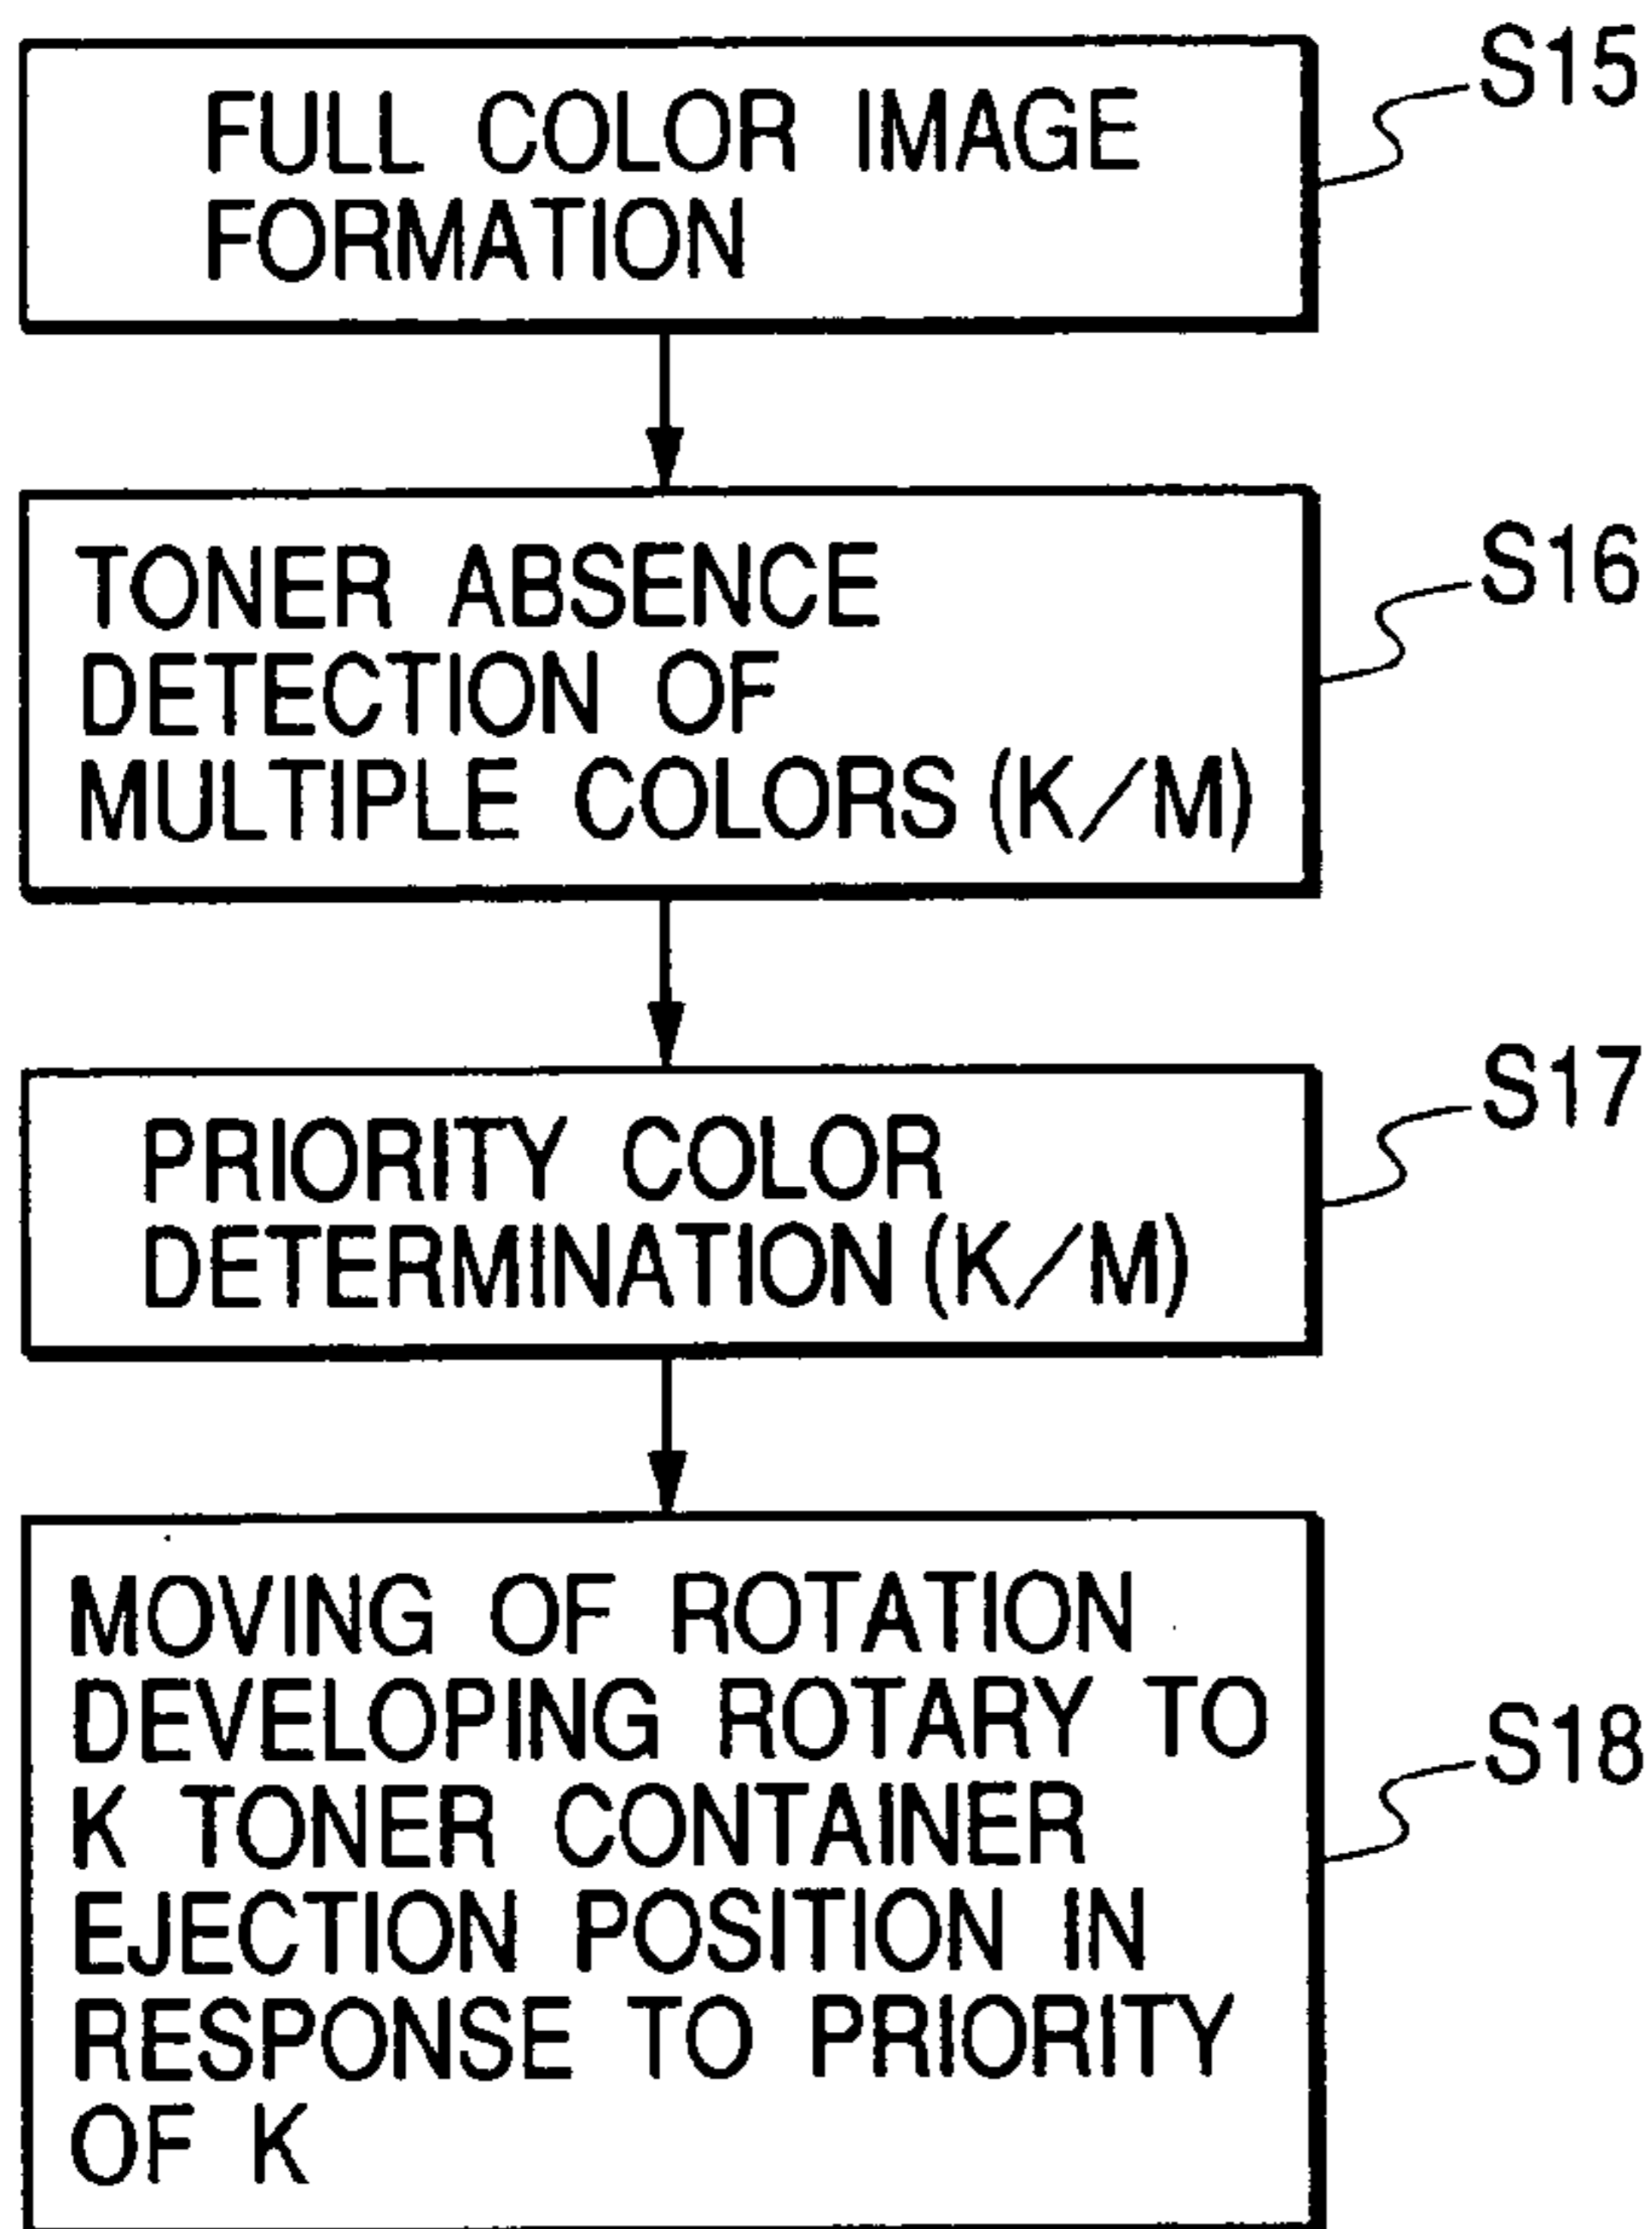 S15
FULL COLOR IMAGE
FORMATION
S16
TONER ABSENCE
DETECTION OF
MULTIPLE COLORS (K/M)
S17
PRIORITY COLOR
DETERMINATION (K/M)
S18
MOVING OF ROTATION
DEVELOPING ROTARY TO
K TONER CONTAINER
EJECTION POSITION IN
RESPONSE TO PRIORITY
OF K